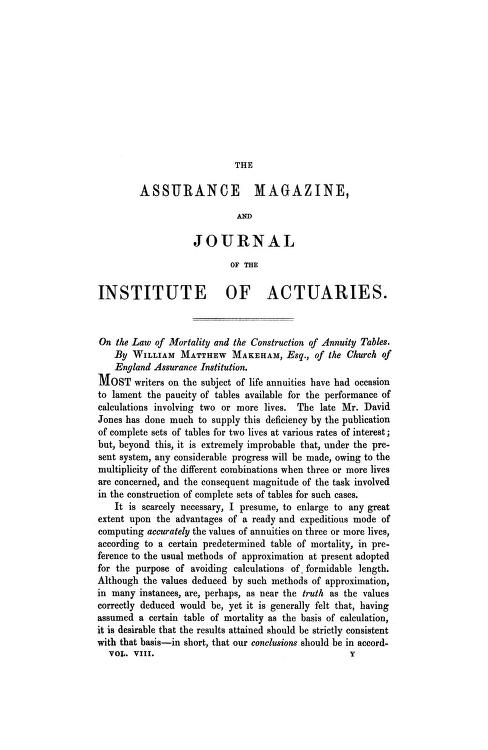 THE
ASSURANCE MAGAZINE,
AND
JOURNAL
OF THE
INSTITUTE OF ACTUARIES.
On the Law of Mortality and the Construction of Annuity Tables.
By WILLIAM MATTHEW MAKEHAM, Esq., of the Church of
England Assurance Institution.
MOST writers on the subject of life annuities have had occasion
to lament the paucity of tables available for the performance of
calculations involving two or more lives. The late Mr. David
Jones has done much to supply this deficiency by the publication
of complete sets of tables for two lives at various rates of interest;
but, beyond this, it is extremely improbable that, under the pre-
sent system, any considerable progress will be made, owing to the
multiplicity of the different combinations when three or more lives
are concerned, and the consequent magnitude of the task involved
in the construction of complete sets of tables for such cases.
It is scarcely necessary, I presume, to enlarge to any great
extent upon the advantages of a ready and expeditious mode of
computing accurately the values of annuities on three or more lives,
according to a certain predetermined table of mortality, in pre-
ference to the usual methods of approximation at present adopted
for the purpose of avoiding calculations of formidable length.
Although the values deduced by such methods of approximation,
in many instances, are, perhaps, as near the truth as the values
correctly deduced would be, yet it is generally felt that, having
assumed a certain table of mortality as the basis of calculation,
it is desirable that the results attained should be strictly consistent
with that basis—in short, that our conclusions should be in accord-
VOL. VIII. Y